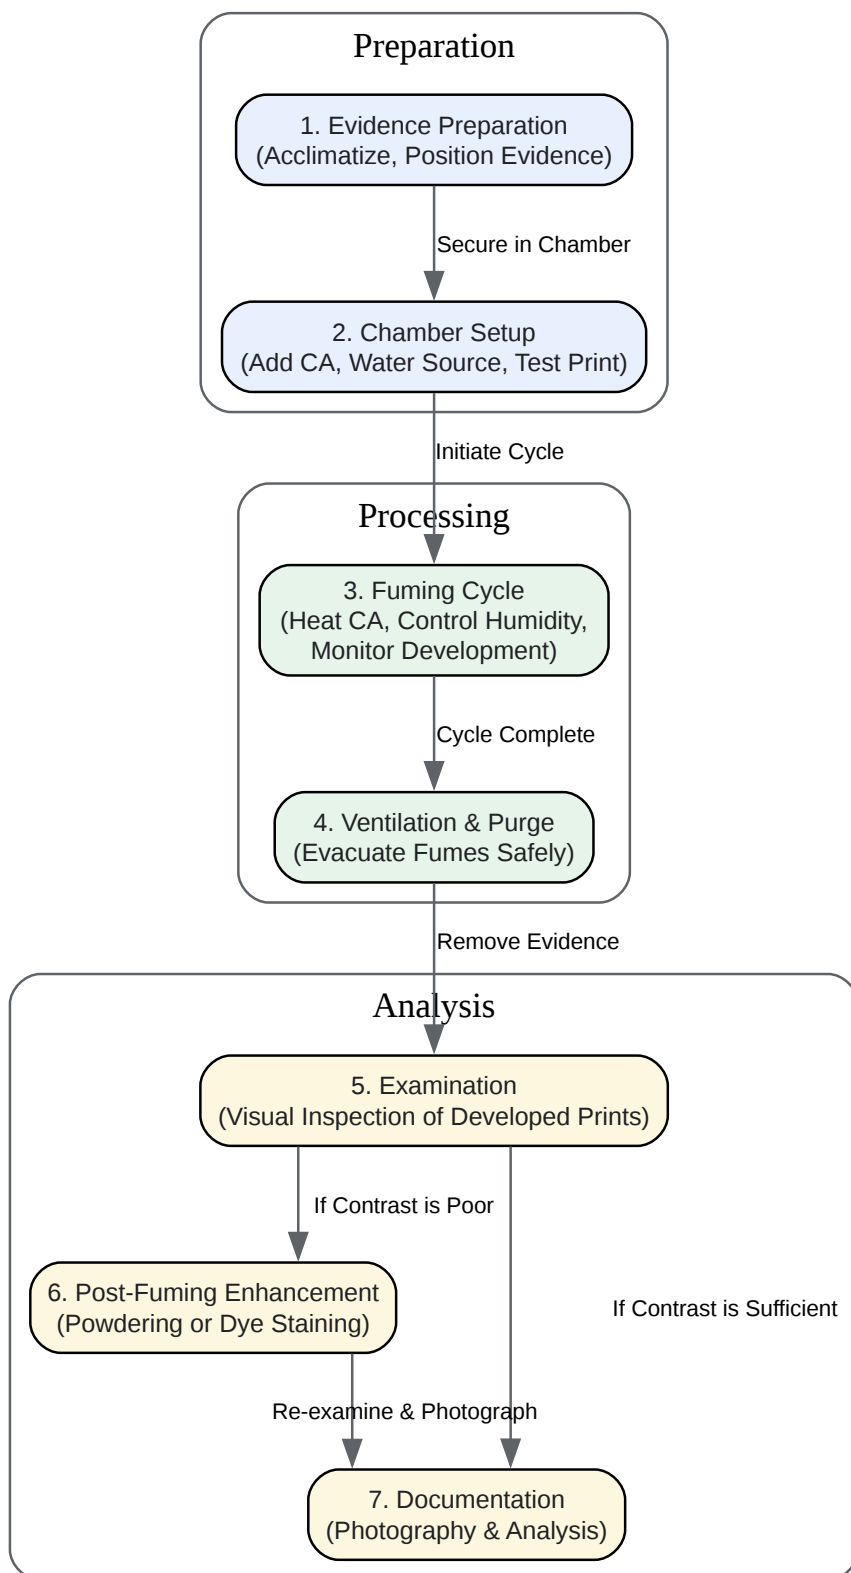 Preparation
1. Evidence Preparation
(Acclimatize, Position Evidence)
Secure in Chamber
2. Chamber Setup
(Add CA, Water Source, Test Print)
Initiate Cycle
Processing
3. Fuming Cycle
(Heat CA, Control Humidity,
Monitor Development)
Cycle Complete
4. Ventilation & Purge
(Evacuate Fumes Safely)
Remove Evidence
Analysis
5. Examination
(Visual Inspection of Developed Prints)
If Contrast is Poor
6. Post-Fuming Enhancement
(Powdering or Dye Staining)
If Contrast is Sufficient
Re-examine & Photograph
7. Documentation
(Photography & Analysis)